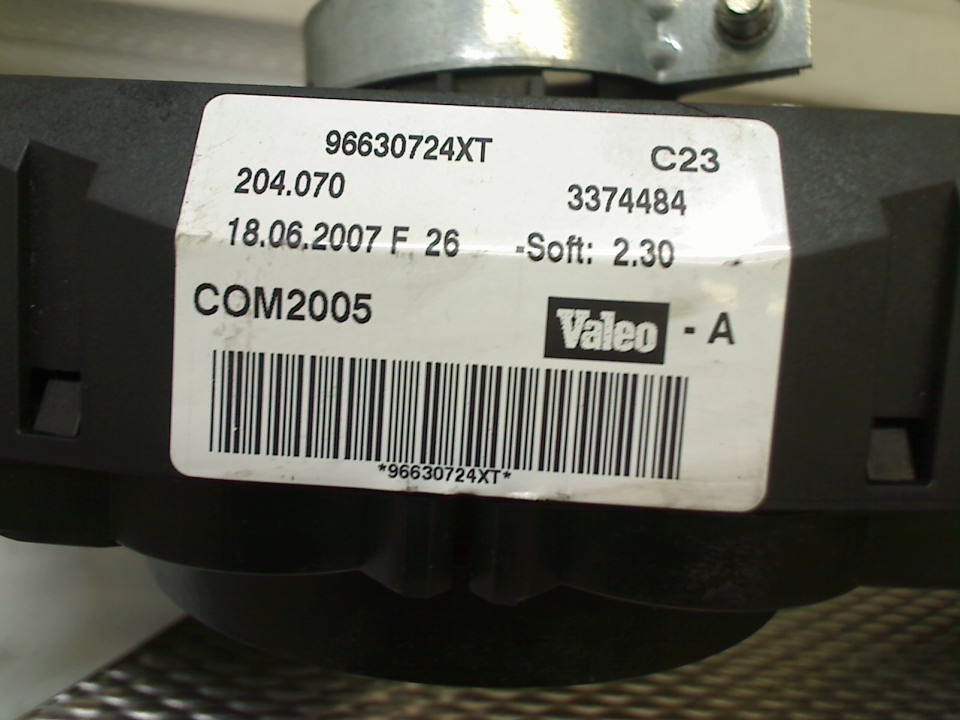 96630724XT C23
204.070 3374484
18.06.2007 F 26 -Soft: 2.30
COM2005 Valeo - A
*96630724XT*